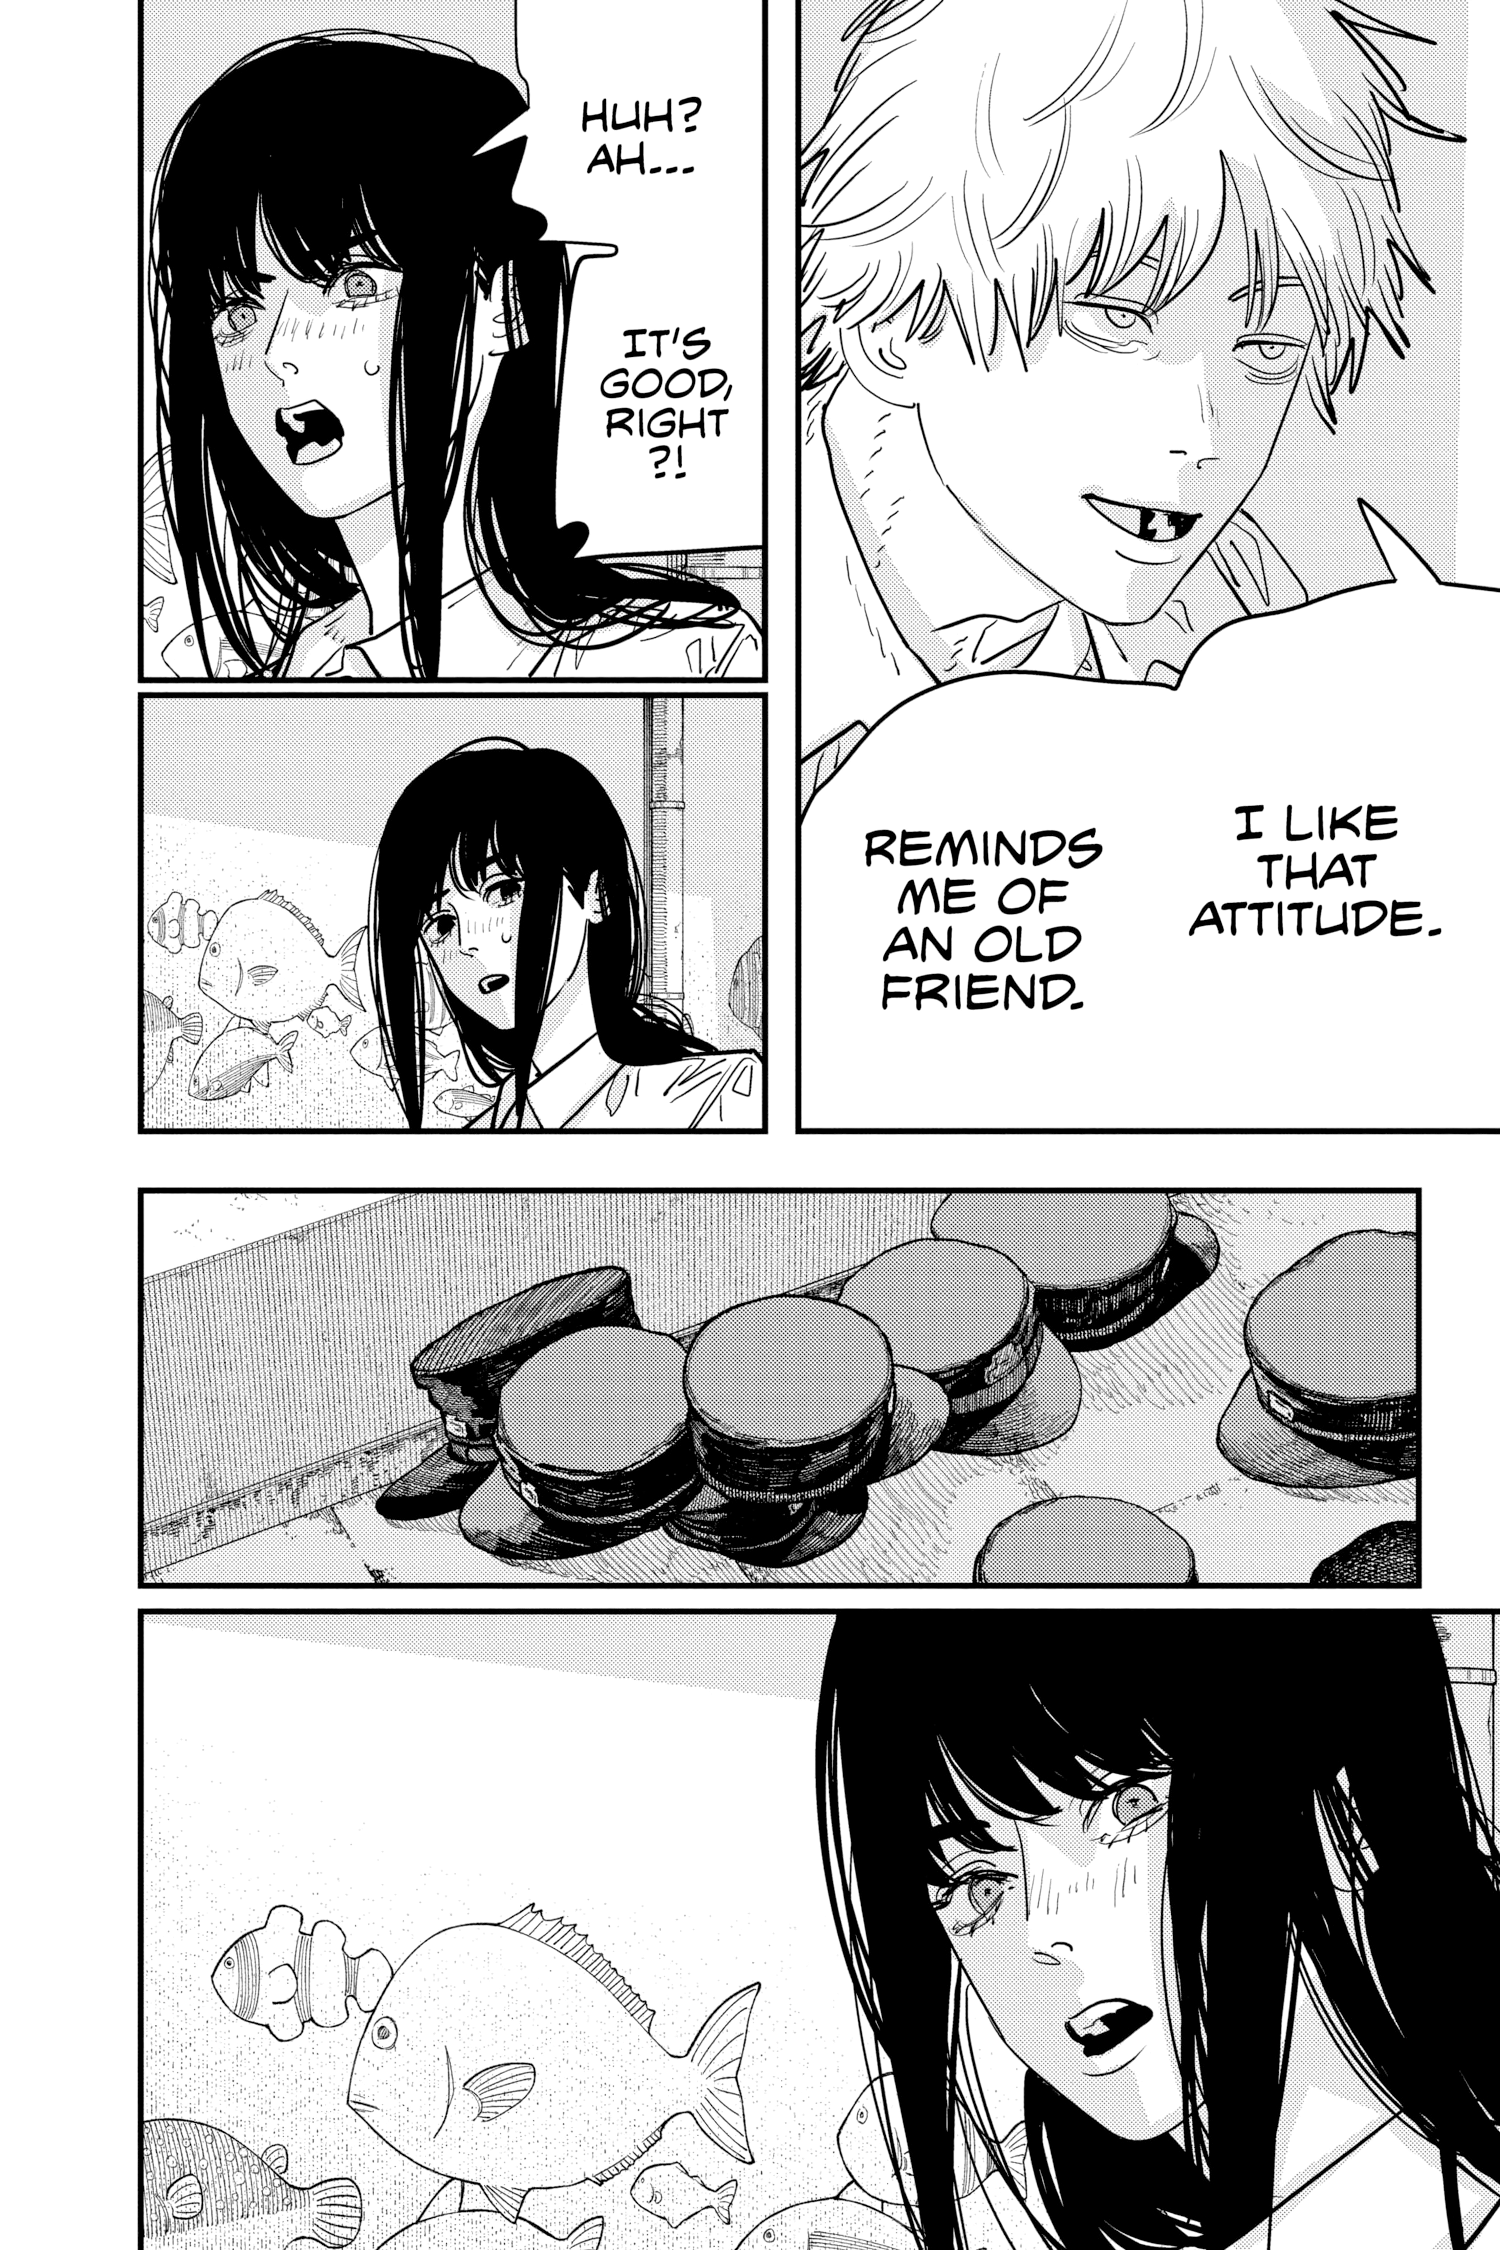 I LIKE
THAT
ATTITUDE.
REMINDS
ME OF
AN OLD
FRIEND.
HUH?
AH...
IT'S
GOOD,
RIGHT
?!